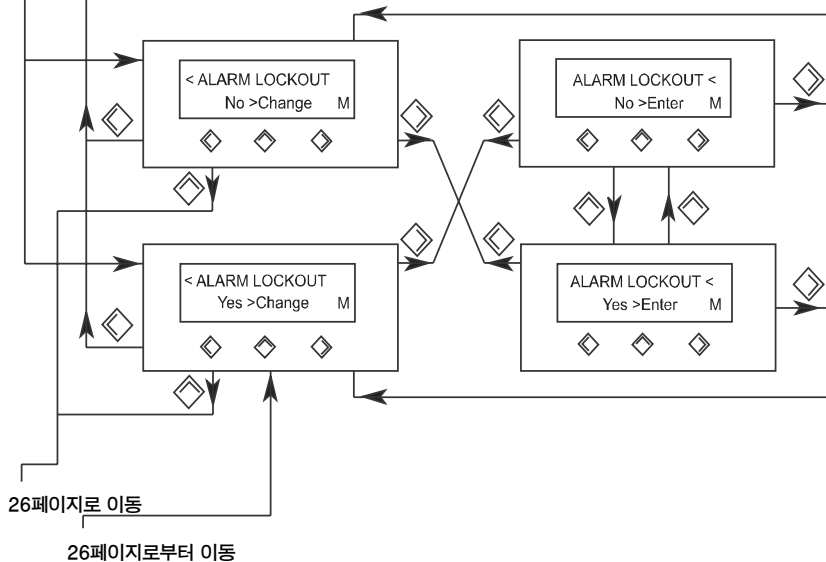 < ALARM LOCKOUT
No >Change M
ALARM LOCKOUT <
No >Enter M
< ALARM LOCKOUT
Yes >Change M
ALARM LOCKOUT <
Yes >Enter M
26페이지로 이동
26페이지로부터 이동